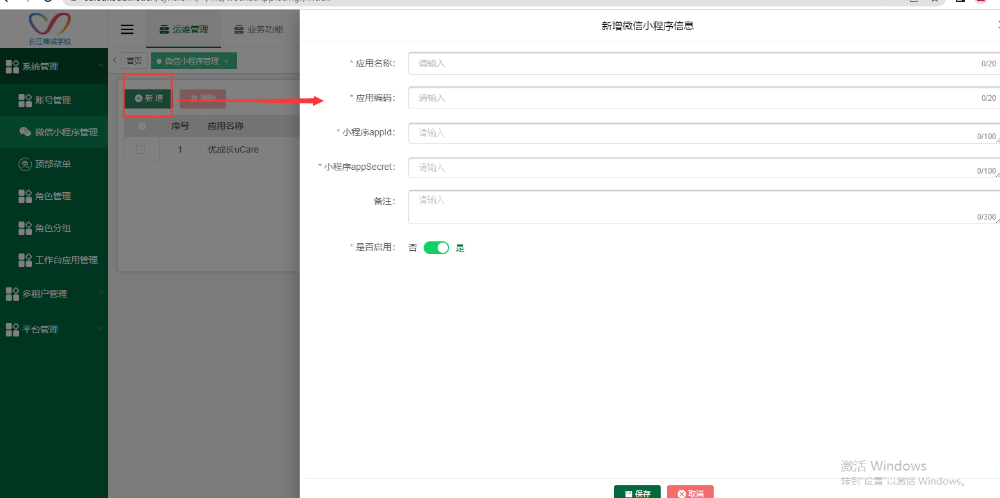 长江唯诚学校
系统管理
账号管理
微信小程序管理
顶部菜单
角色管理
角色分组
工作台应用管理
多租户管理
平台管理
运维管理
业务功能
首页
微信小程序管理 ×
新增
删除
序号 应用名称
1 优成长uCare
新增微信小程序信息
* 应用名称： 请输入 0/20
* 应用编码： 请输入 0/20
* 小程序appId： 请输入 0/100
* 小程序appSecret： 请输入 0/100
备注： 请输入 0/300
* 是否启用： 否 是
激活 Windows
转到"设置"以激活 Windows。
保存
取消